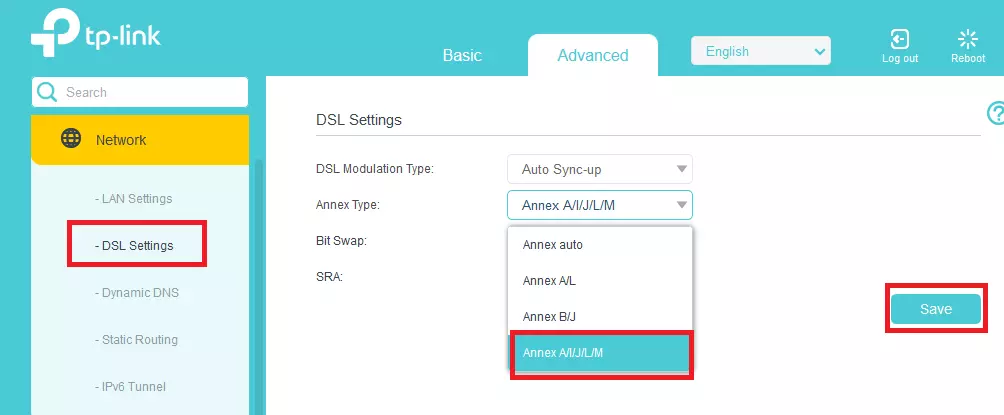 tp-link
Basic
Advanced
English
Log out
Reboot
Search
Network
- LAN Settings
- DSL Settings
- Dynamic DNS
- Static Routing
- IPv6 Tunnel
DSL Settings
?
DSL Modulation Type: Auto Sync-up
Annex Type: Annex A/I/J/L/M
Bit Swap:
SRA:
Annex auto
Annex A/L
Annex B/J
Annex A/I/J/L/M
Save